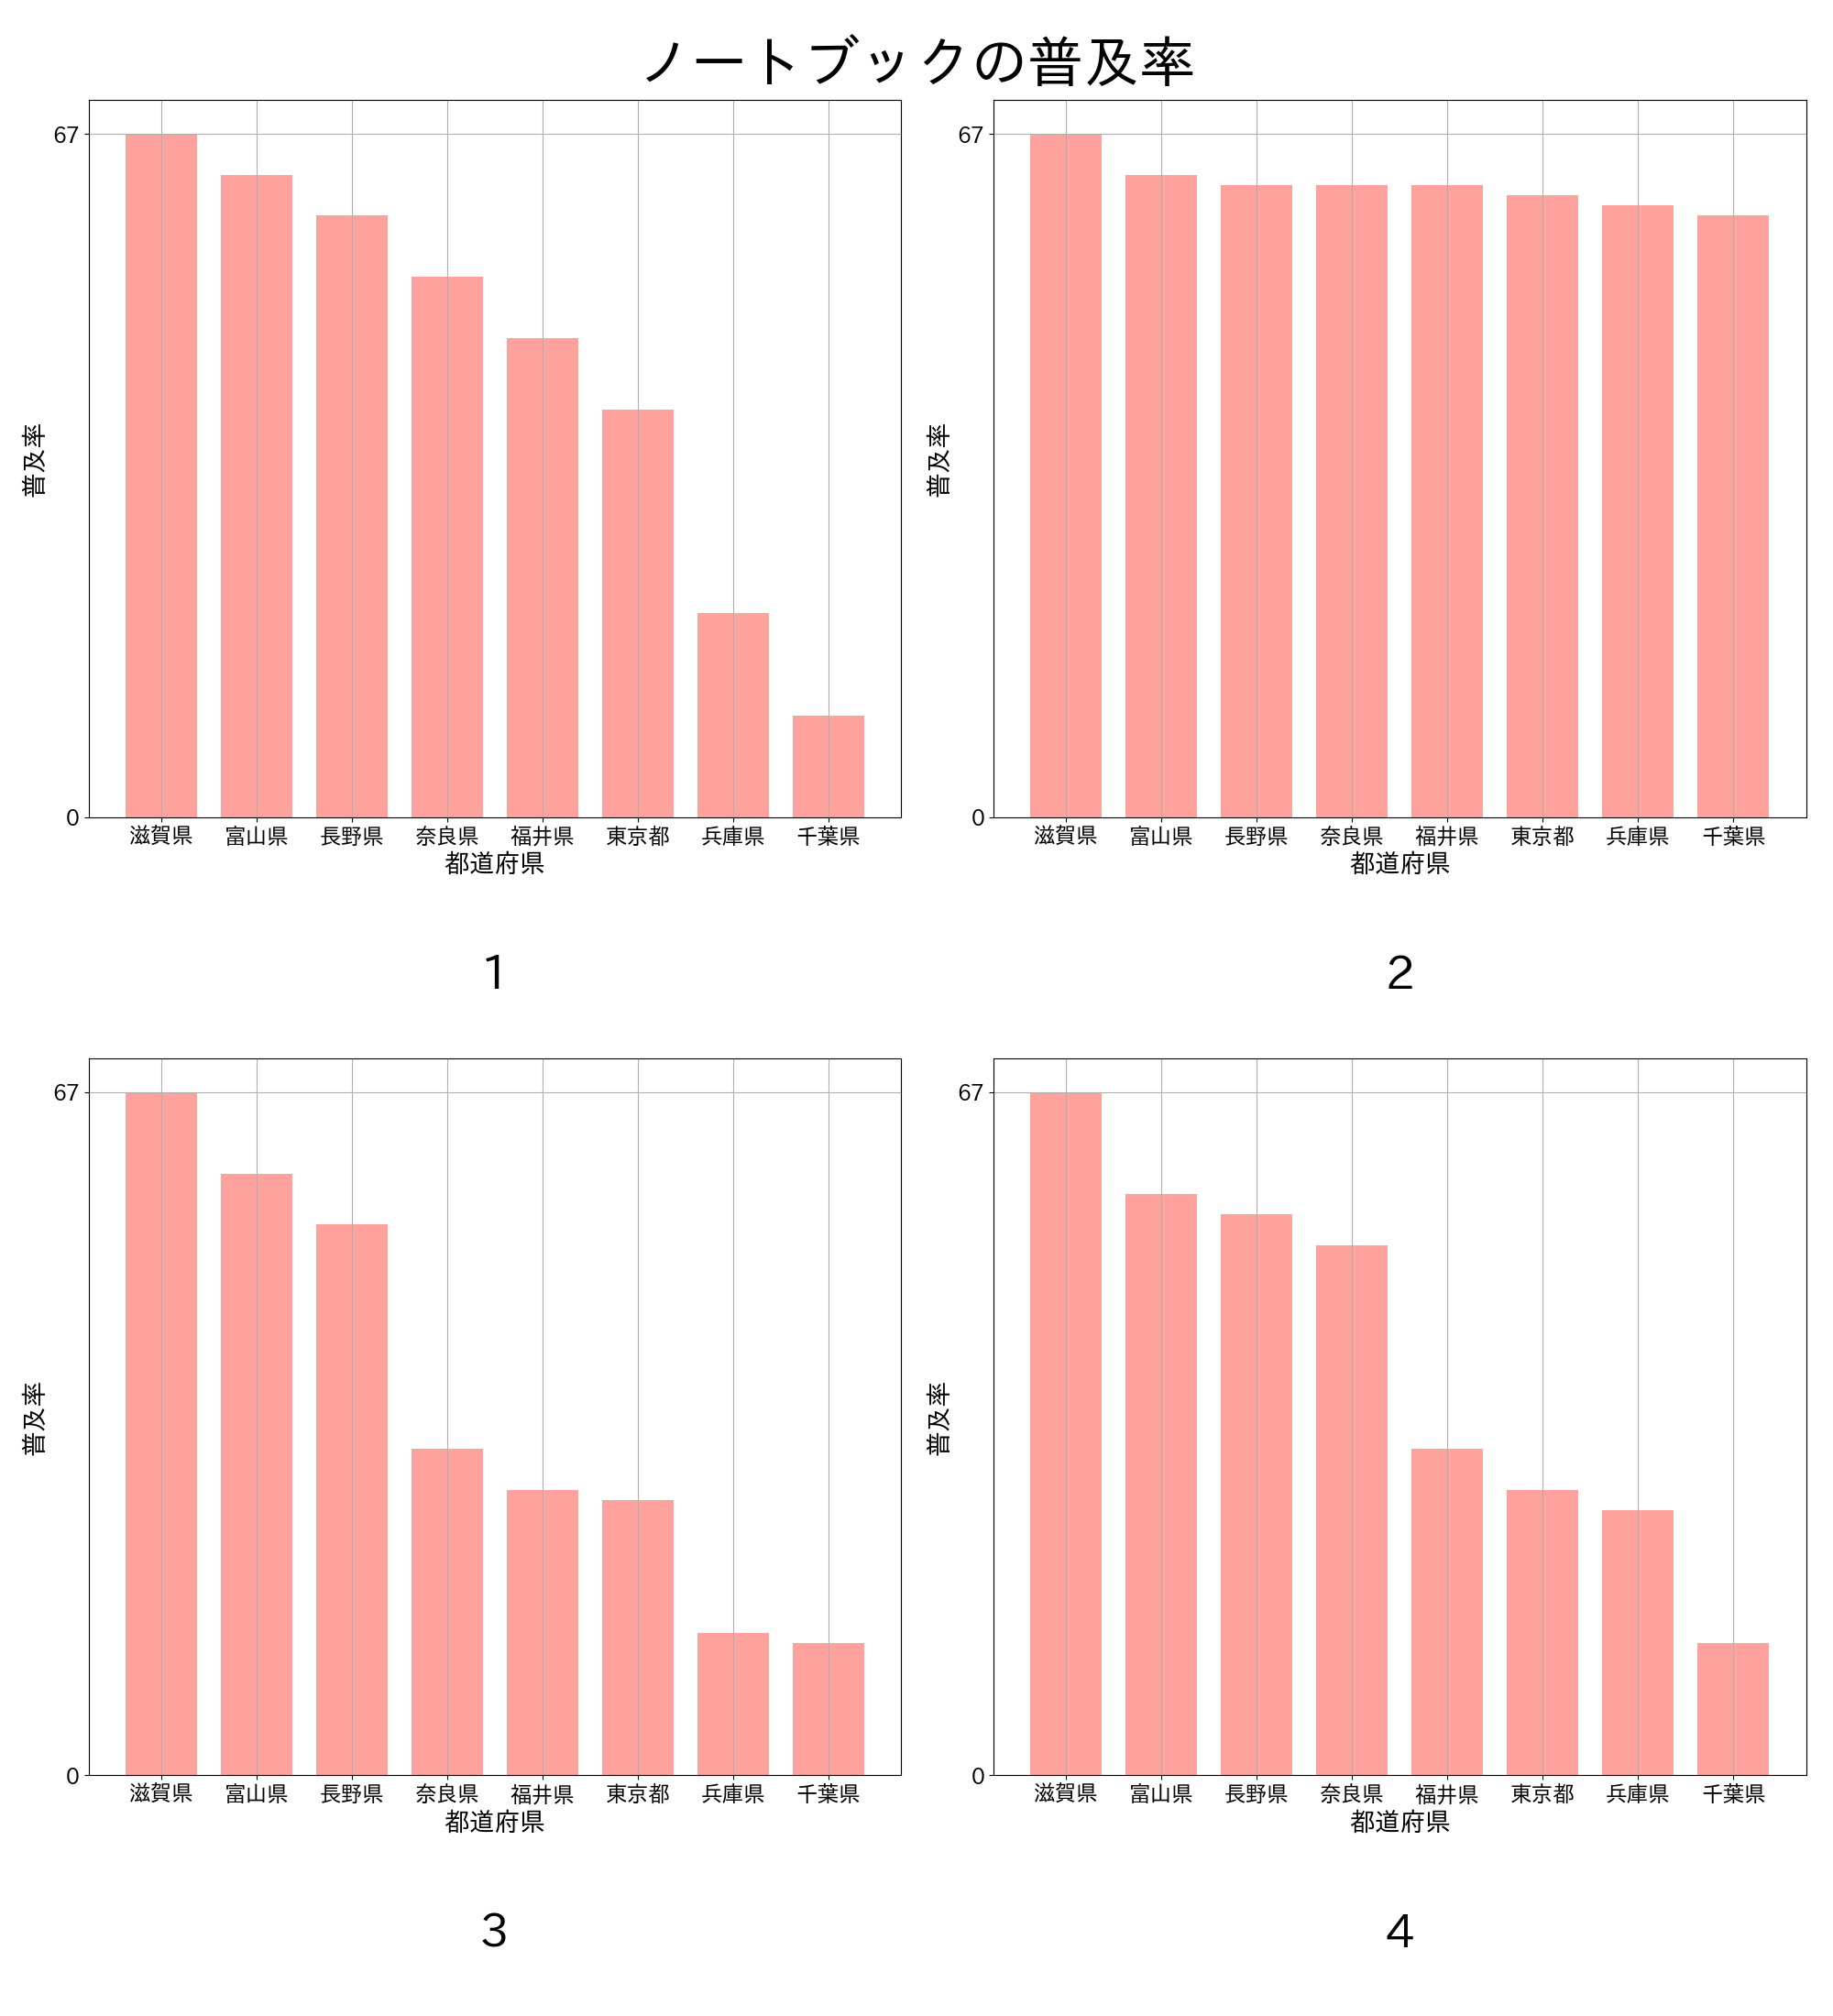 ノートブックの普及率
67
0
普及率
滋賀県 富山県 長野県 奈良県 福井県 東京都 兵庫県 千葉県
都道府県
1
67
0
普及率
滋賀県 富山県 長野県 奈良県 福井県 東京都 兵庫県 千葉県
都道府県
2
67
0
普及率
滋賀県 富山県 長野県 奈良県 福井県 東京都 兵庫県 千葉県
都道府県
3
67
0
普及率
滋賀県 富山県 長野県 奈良県 福井県 東京都 兵庫県 千葉県
都道府県
4